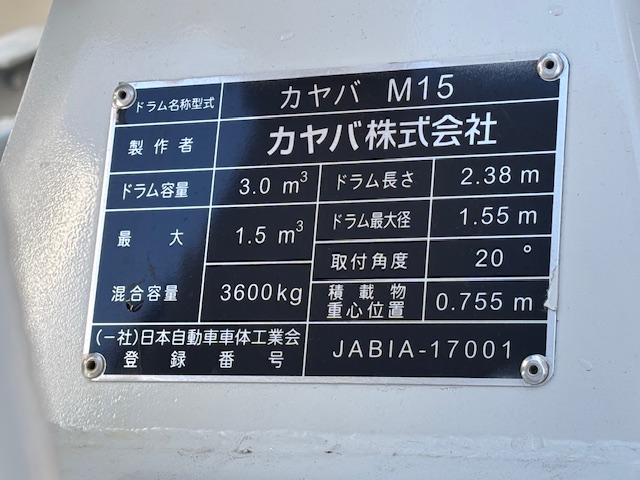 ドラム名称型式 カヤバ M15
製作者 カヤバ株式会社
ドラム容量 3.0 m³ ドラム長さ 2.38 m
最大 1.5 m³ ドラム最大径 1.55 m
取付角度 20 °
混合容量 3600kg 積載物重心位置 0.755 m
(一社)日本自動車車体工業会
登録番号 JABIA-17001